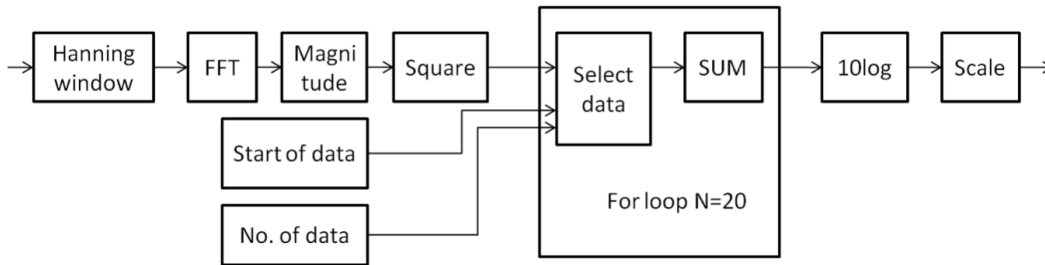 Hanning
window
FFT
Magni
tude
Square
Select
data
SUM
10log
Scale
Start of data
No. of data
For loop N=20